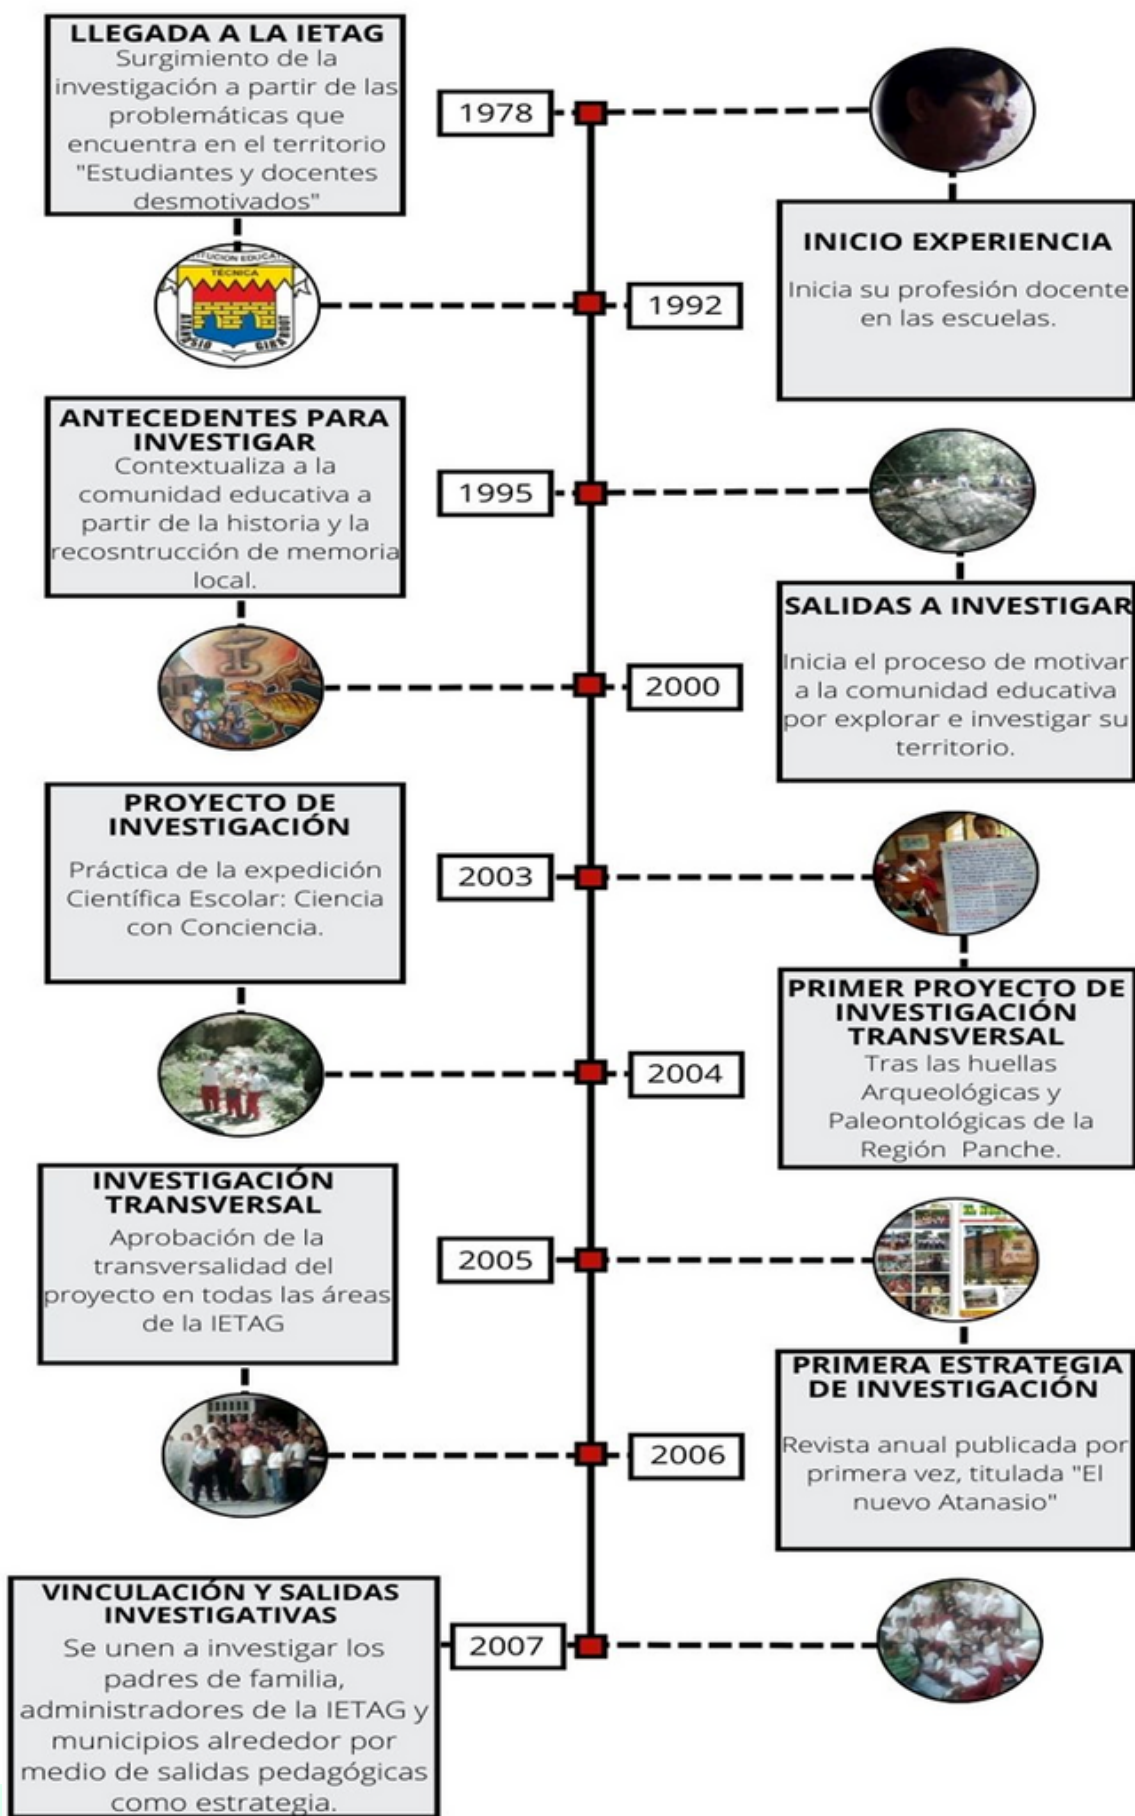 LLEGADA A LA IETAG
Surgimiento de la
investigación a partir de las
problemáticas que
encuentra en el territorio
"Estudiantes y docentes
desmotivados"
1978
INICIO EXPERIENCIA
Inicia su profesión docente
en las escuelas.
TÉCNICA
ATANASIO
GIRARDOT
1992
ANTECEDENTES PARA
INVESTIGAR
Contextualiza a la
comunidad educativa a
partir de la historia y la
recosntrucción de memoria
local.
1995
SALIDAS A INVESTIGAR
Inicia el proceso de motivar
a la comunidad educativa
por explorar e investigar su
territorio.
2000
PROYECTO DE
INVESTIGACIÓN
Práctica de la expedición
Científica Escolar: Ciencia
con Conciencia.
2003
PRIMER PROYECTO DE
INVESTIGACIÓN
TRANSVERSAL
Tras las huellas
Arqueológicas y
Paleontológicas de la
Región Panche.
2004
INVESTIGACIÓN
TRANSVERSAL
Aprobación de la
transversalidad del
proyecto en todas las áreas
de la IETAG
2005
PRIMERA ESTRATEGIA
DE INVESTIGACIÓN
Revista anual publicada por
primera vez, titulada "El
nuevo Atanasio"
2006
VINCULACIÓN Y SALIDAS
INVESTIGATIVAS
Se unen a investigar los
padres de familia,
administradores de la IETAG y
municipios alrededor por
medio de salidas pedagógicas
como estrategia.
2007